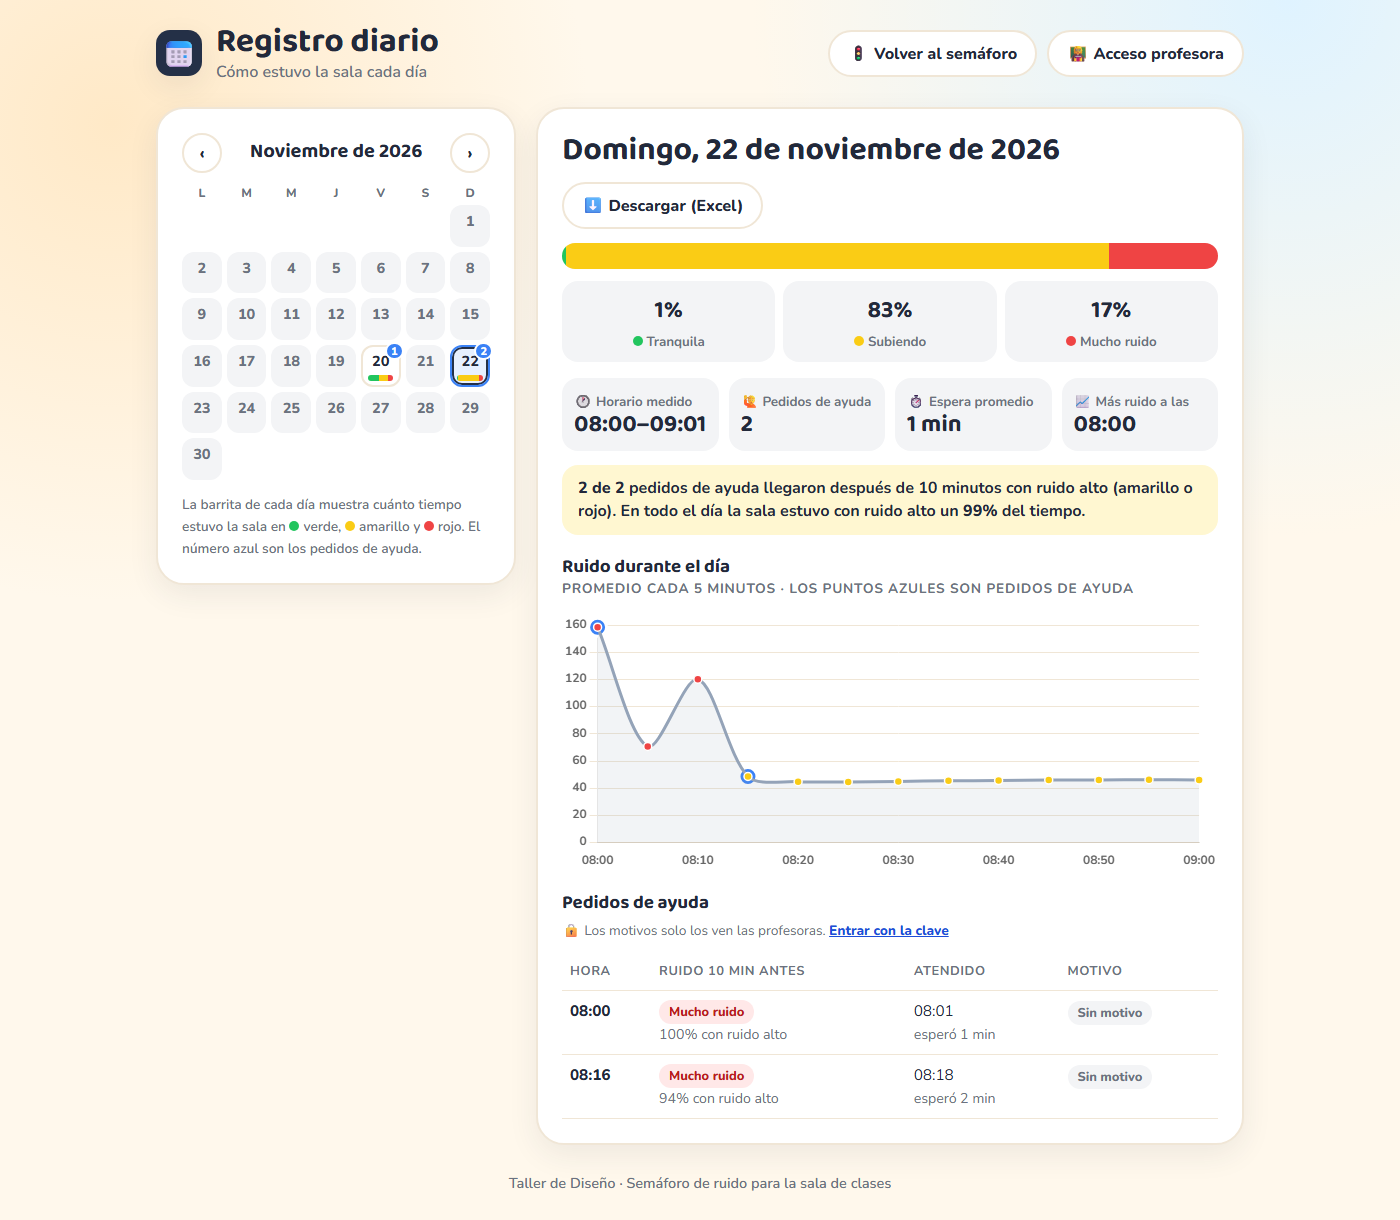 Registro diario
Cómo estuvo la sala cada día
Volver al semáforo
Acceso profesora
‹
Noviembre de 2026
›
L M M J V S D
1
2 3 4 5 6 7 8
9 10 11 12 13 14 15
16 17 18 19 20 1 21 22 2
23 24 25 26 27 28 29
30
La barrita de cada día muestra cuánto tiempo
estuvo la sala en verde, amarillo y rojo. El
número azul son los pedidos de ayuda.
Domingo, 22 de noviembre de 2026
Descargar (Excel)
1% 83% 17%
Tranquila Subiendo Mucho ruido
Horario medido Pedidos de ayuda Espera promedio Más ruido a las
08:00–09:01 2 1 min 08:00
2 de 2 pedidos de ayuda llegaron después de 10 minutos con ruido alto (amarillo o
rojo). En todo el día la sala estuvo con ruido alto un 99% del tiempo.
Ruido durante el día
PROMEDIO CADA 5 MINUTOS · LOS PUNTOS AZULES SON PEDIDOS DE AYUDA
160
140
120
100
80
60
40
20
0
08:00 08:10 08:20 08:30 08:40 08:50 09:00
Pedidos de ayuda
Los motivos solo los ven las profesoras. Entrar con la clave
HORA RUIDO 10 MIN ANTES ATENDIDO MOTIVO
08:00 Mucho ruido 08:01 Sin motivo
100% con ruido alto esperó 1 min
08:16 Mucho ruido 08:18 Sin motivo
94% con ruido alto esperó 2 min
Taller de Diseño · Semáforo de ruido para la sala de clases